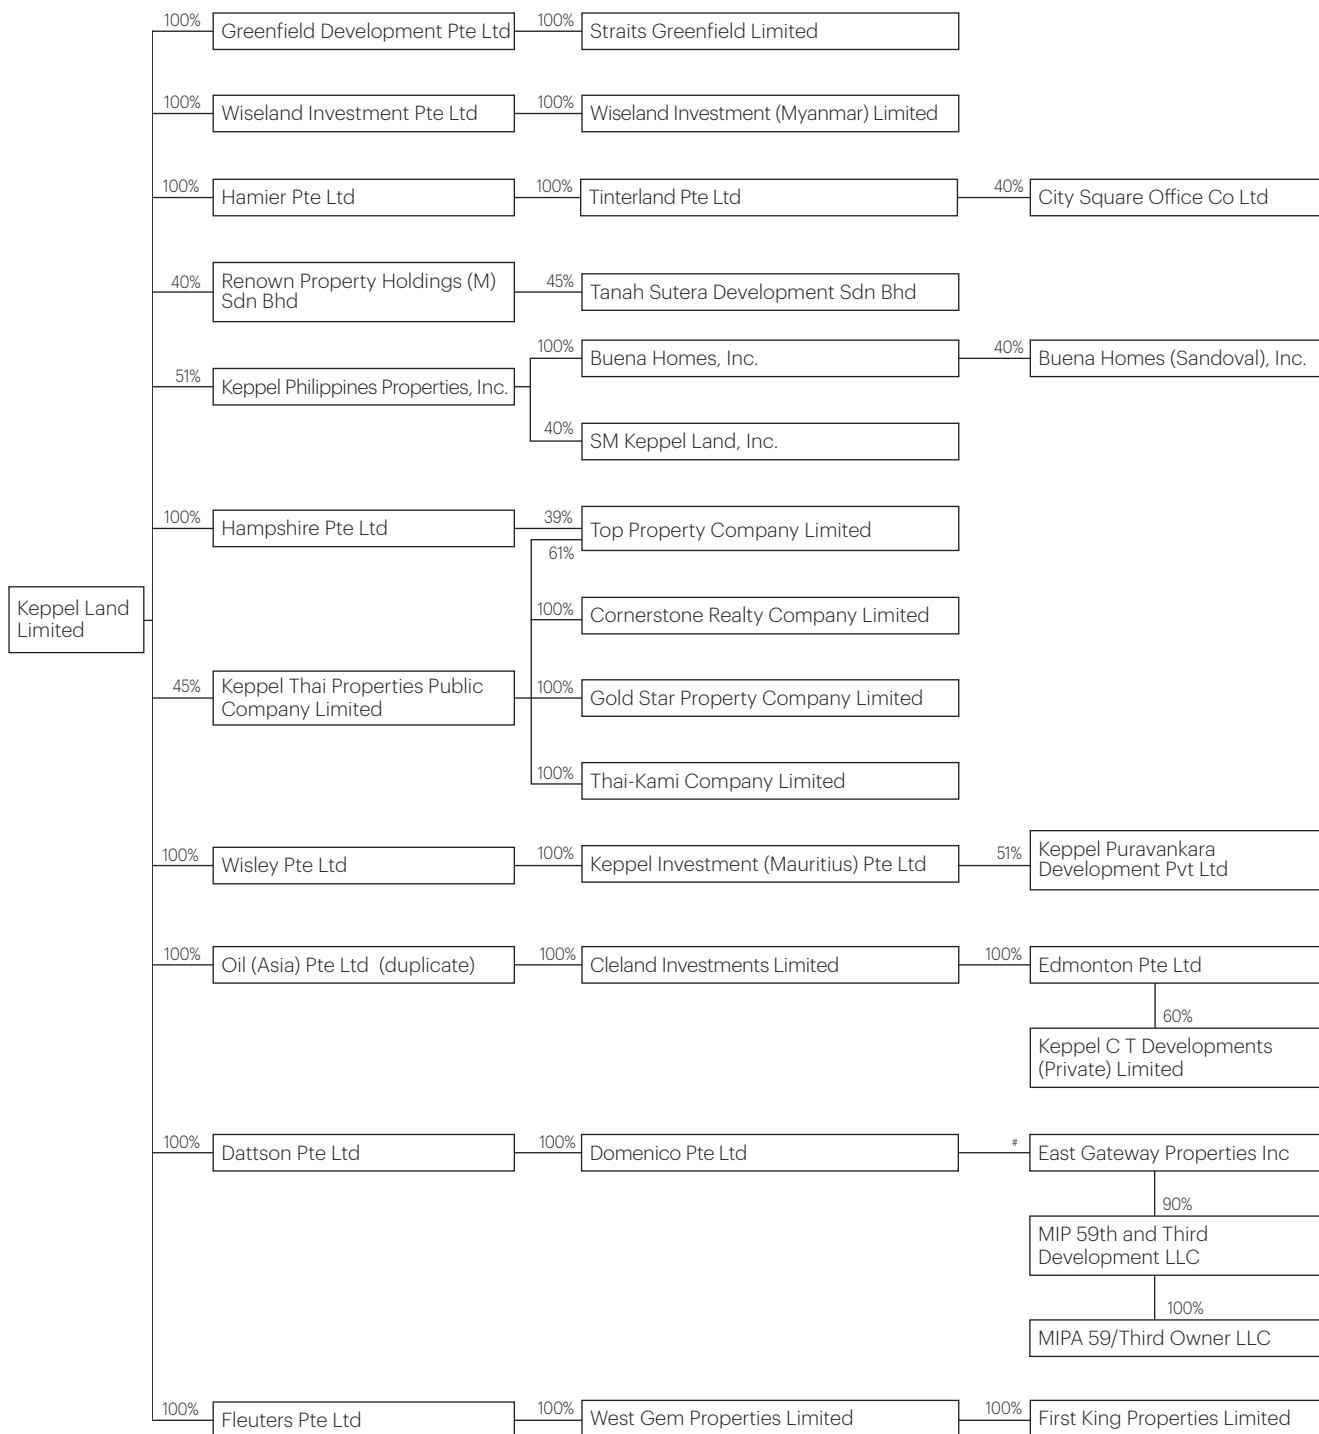 100%
Greenfield Development Pte Ltd
100%
Straits Greenfield Limited
100%
Wiseland Investment Pte Ltd
100%
Wiseland Investment (Myanmar) Limited
100%
Hamier Pte Ltd
100%
Tinterland Pte Ltd
40%
City Square Office Co Ltd
40%
Renown Property Holdings (M)
Sdn Bhd
45%
Tanah Sutera Development Sdn Bhd
51%
Keppel Philippines Properties, Inc.
100%
Buena Homes, Inc.
40%
Buena Homes (Sandoval), Inc.
40%
SM Keppel Land, Inc.
100%
Hampshire Pte Ltd
39%
Top Property Company Limited
61%
Keppel Land
Limited
100%
Cornerstone Realty Company Limited
45%
Keppel Thai Properties Public
Company Limited
100%
Gold Star Property Company Limited
100%
Thai-Kami Company Limited
100%
Wisley Pte Ltd
100%
Keppel Investment (Mauritius) Pte Ltd
51%
Keppel Puravankara
Development Pvt Ltd
100%
Oil (Asia) Pte Ltd (duplicate)
100%
Cleland Investments Limited
100%
Edmonton Pte Ltd
60%
Keppel C T Developments
(Private) Limited
100%
Dattson Pte Ltd
100%
Domenico Pte Ltd
#
East Gateway Properties Inc
90%
MIP 59th and Third
Development LLC
100%
MIPA 59/Third Owner LLC
100%
Fleuters Pte Ltd
100%
West Gem Properties Limited
100%
First King Properties Limited